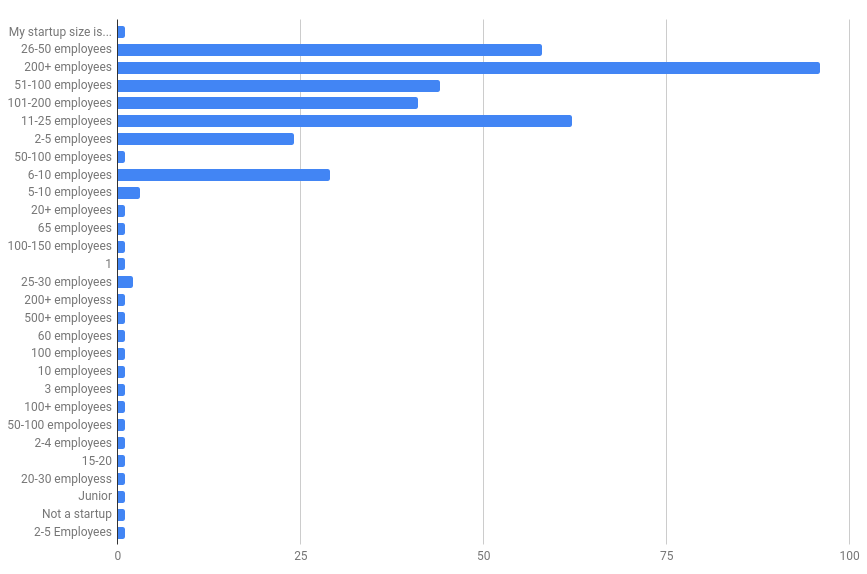 My startup size is...
26-50 employees
200+ employees
51-100 employees
101-200 employees
11-25 employees
2-5 employees
50-100 employees
6-10 employees
5-10 employees
20+ employees
65 employees
100-150 employees
1
25-30 employees
200+ employess
500+ employees
60 employees
100 employees
10 employees
3 employees
100+ employees
50-100 empoloyees
2-4 employees
15-20
20-30 employess
Junior
Not a startup
2-5 Employees
0 25 50 75 100